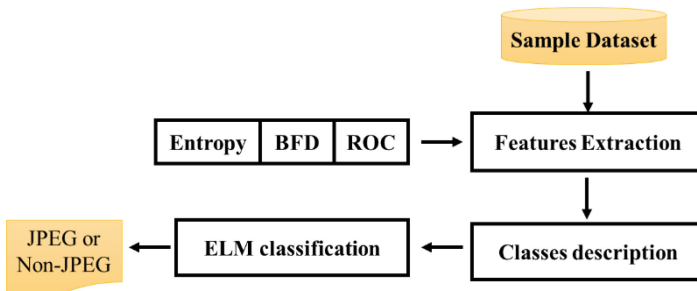 Sample Dataset
Entropy BFD ROC
Features Extraction
JPEG or
Non-JPEG
ELM classification
Classes description